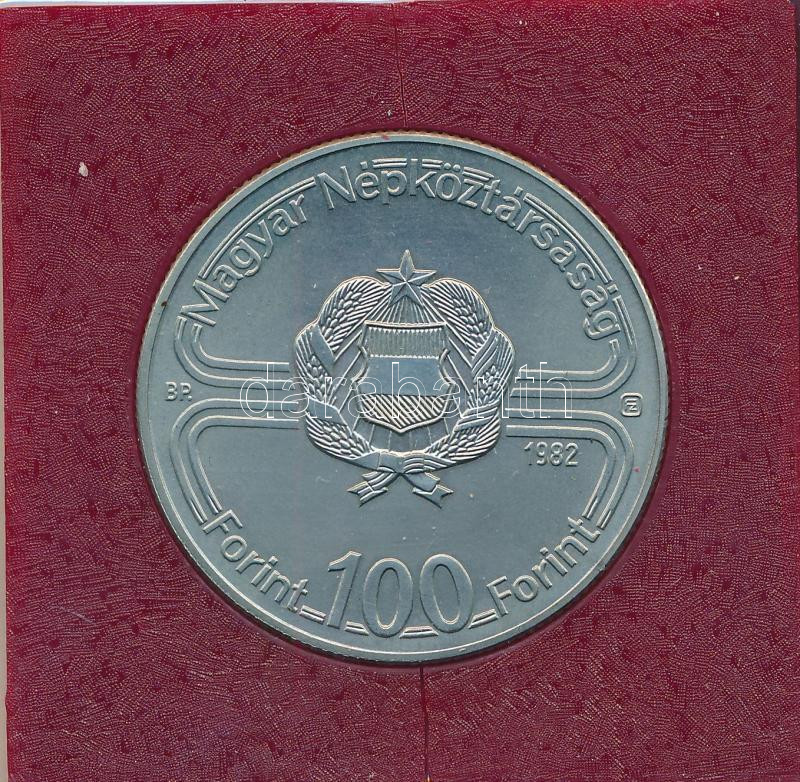 Magyar Népköztársaság
BP.
darabanth
1982
Forint 100 Forint